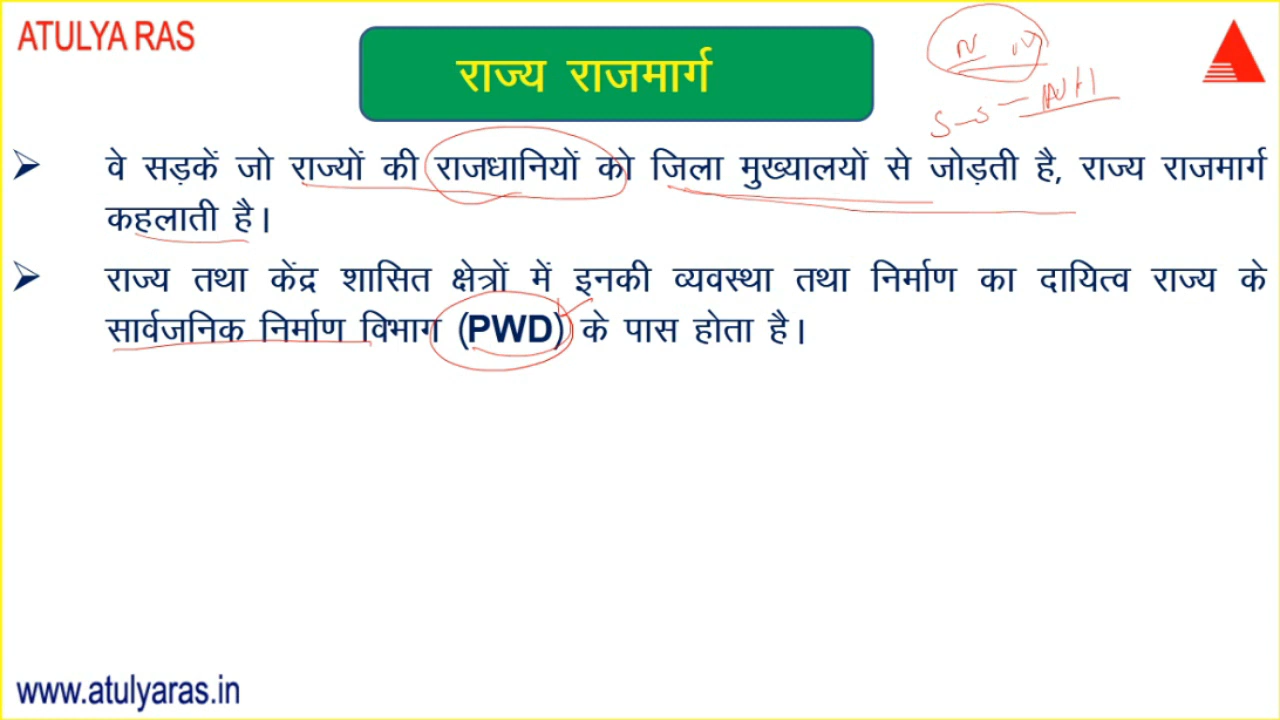 ATULYA RAS
राज्य राजमार्ग
वे सड़कें जो राज्यों की राजधानियों को जिला मुख्यालयों से जोड़ती है, राज्य राजमार्ग
कहलाती है।
राज्य तथा केंद्र शासित क्षेत्रों में इनकी व्यवस्था तथा निर्माण का दायित्व राज्य के
सार्वजनिक निर्माण विभाग (PWD) के पास होता है।
www.atulyaras.in